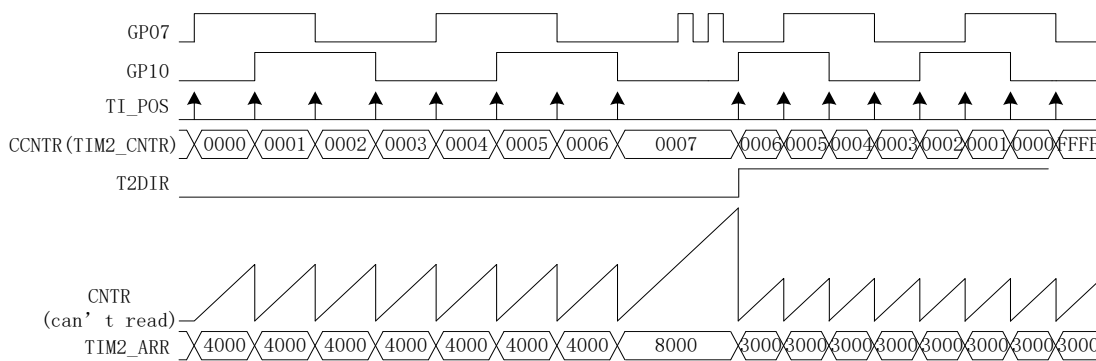 GP07
GP10
TI_POS
CCNTR(TIM2_CNTR) 0000 0001 0002 0003 0004 0005 0006 0007 0006 0005 0004 0003 0002 0001 0000 FFFF
T2DIR
CNTR
(can't read)
TIM2_ARR 4000 4000 4000 4000 4000 4000 4000 8000 3000 3000 3000 3000 3000 3000 3000 3000